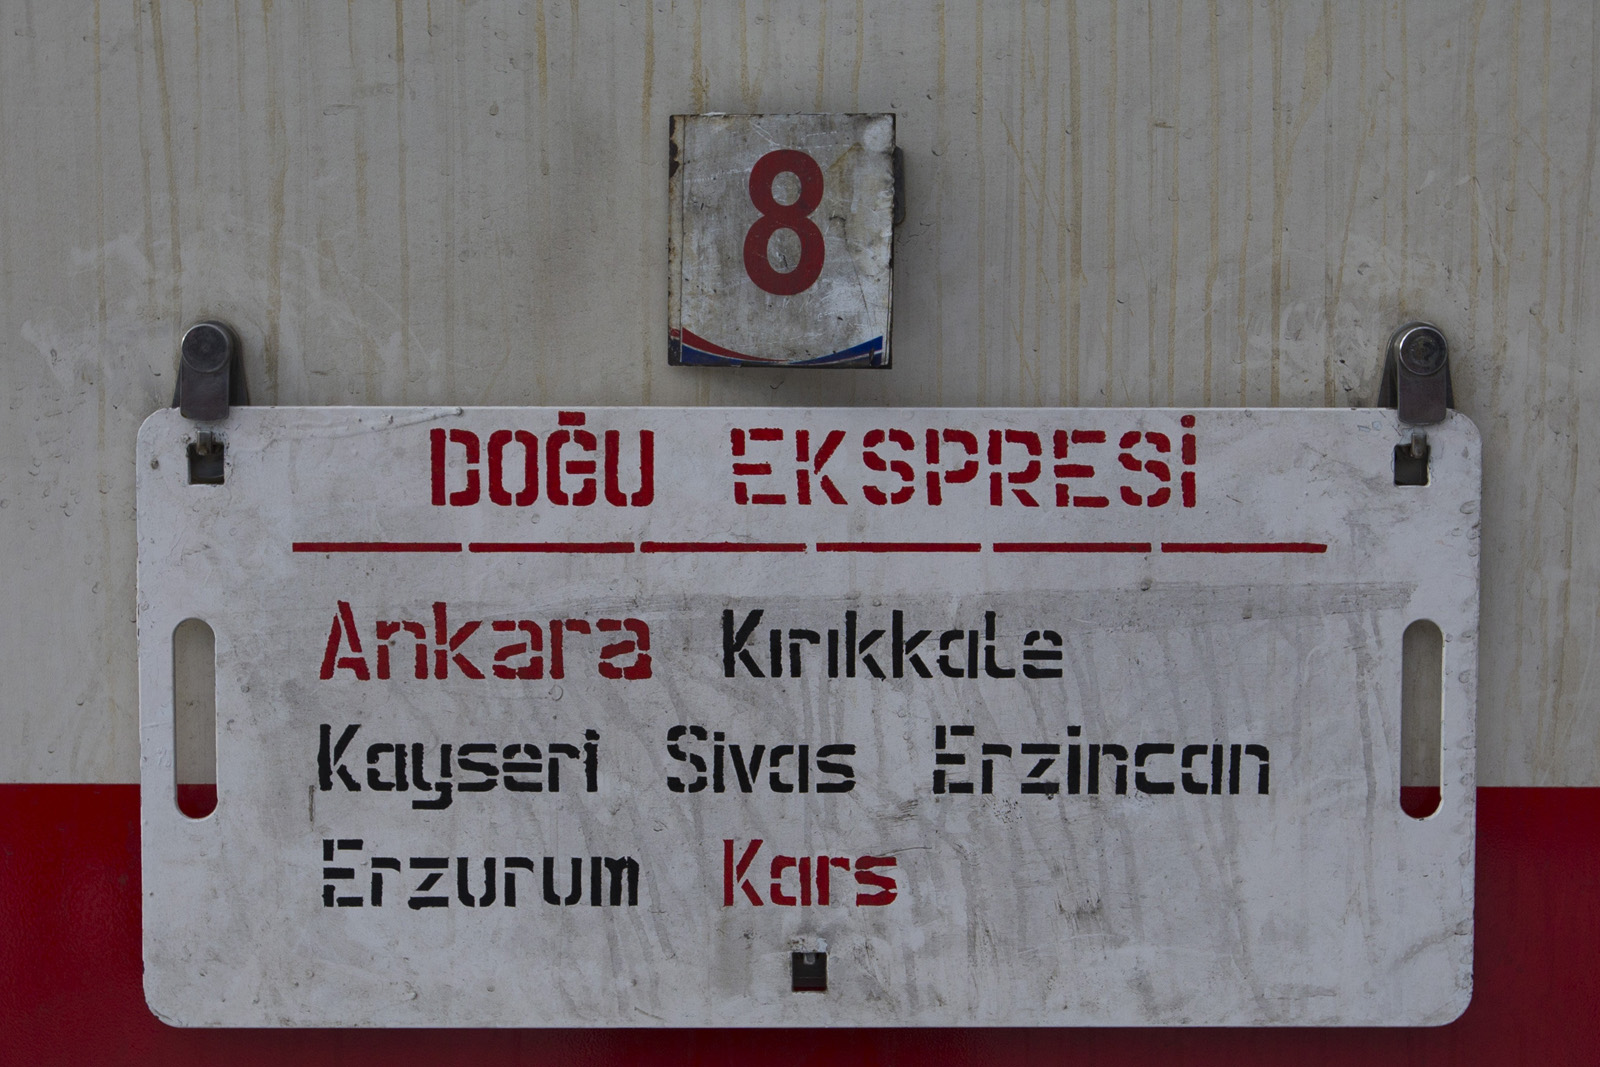 8
DOĞU EKSPRESİ
Ankara Kırıkkale
Kayseri Sivas Erzincan
Erzurum Kars